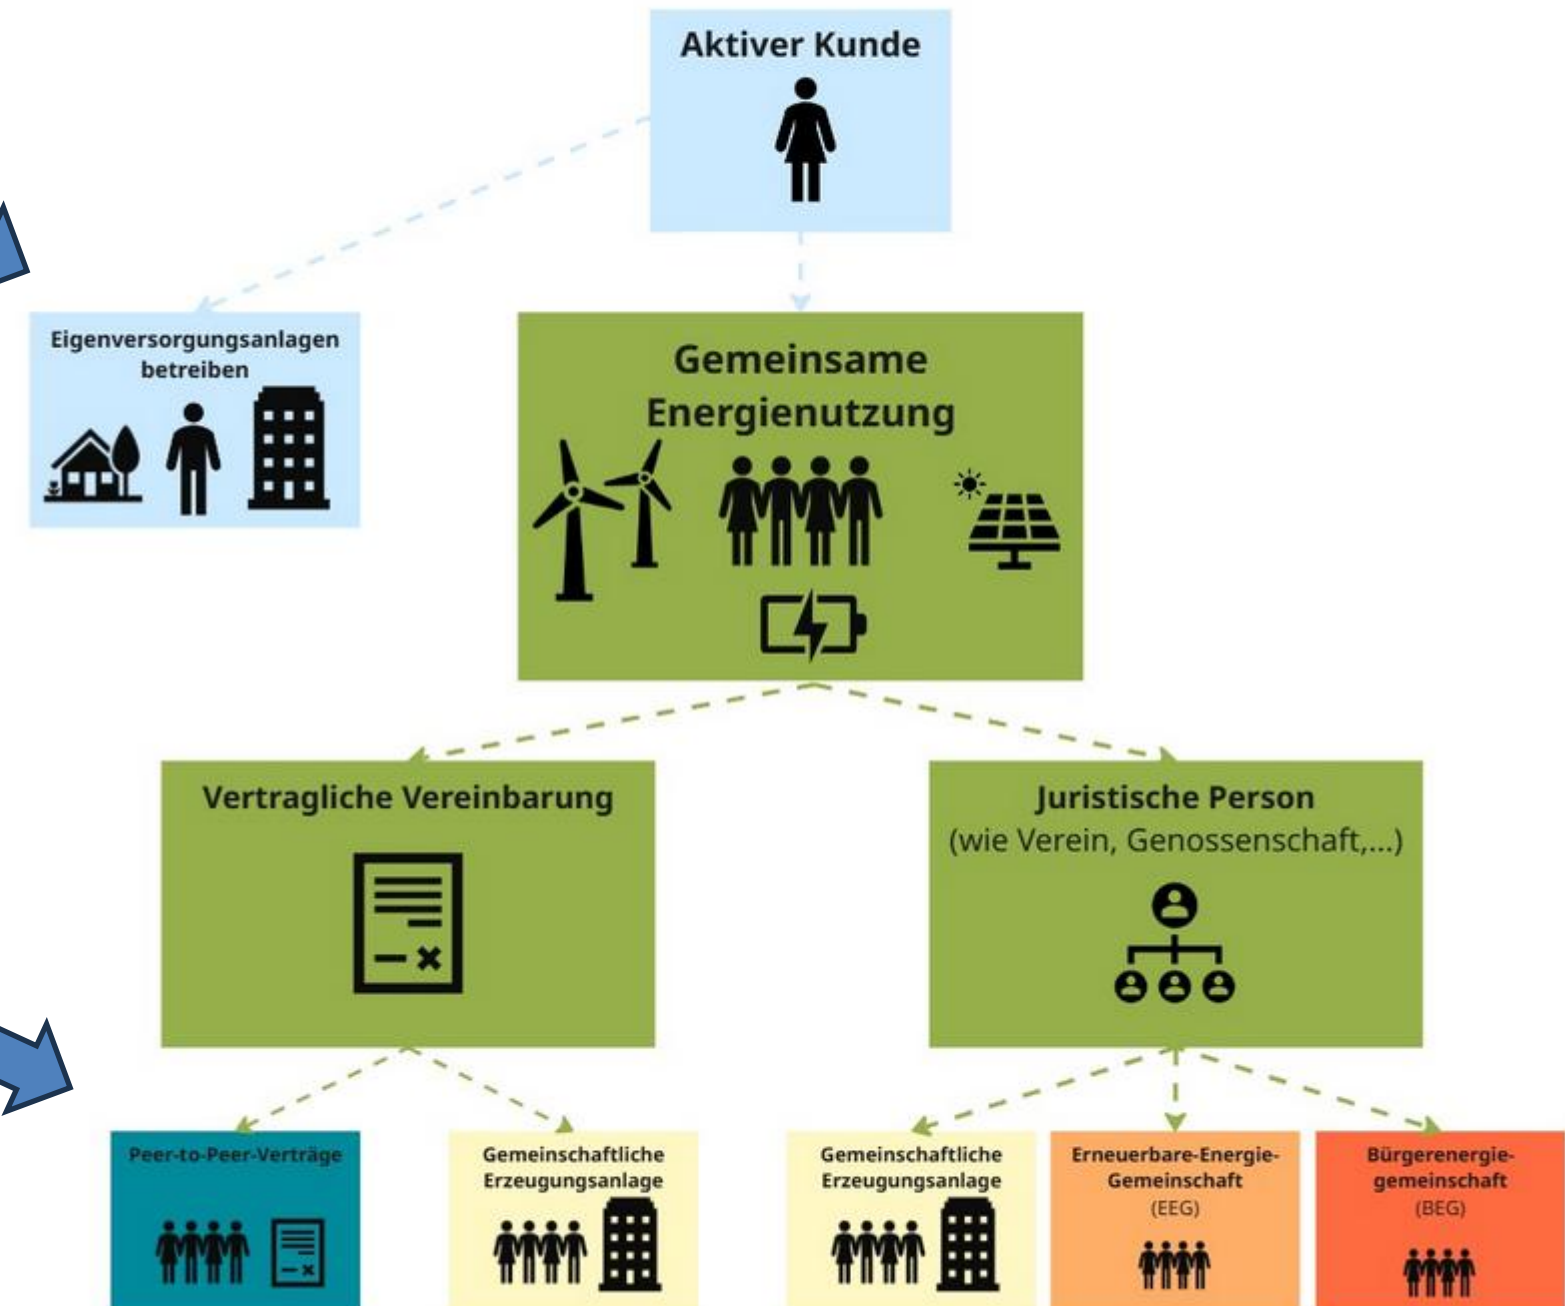 Aktiver Kunde
Eigenversorgungsanlagen
betreiben
Gemeinsame
Energienutzung
Vertragliche Vereinbarung
Juristische Person
(wie Verein, Genossenschaft,...)
Peer-to-Peer-Verträge
Gemeinschaftliche
Erzeugungsanlage
Gemeinschaftliche
Erzeugungsanlage
Erneuerbare-Energie-
Gemeinschaft
(EEG)
Bürgerenergie-
gemeinschaft
(BEG)